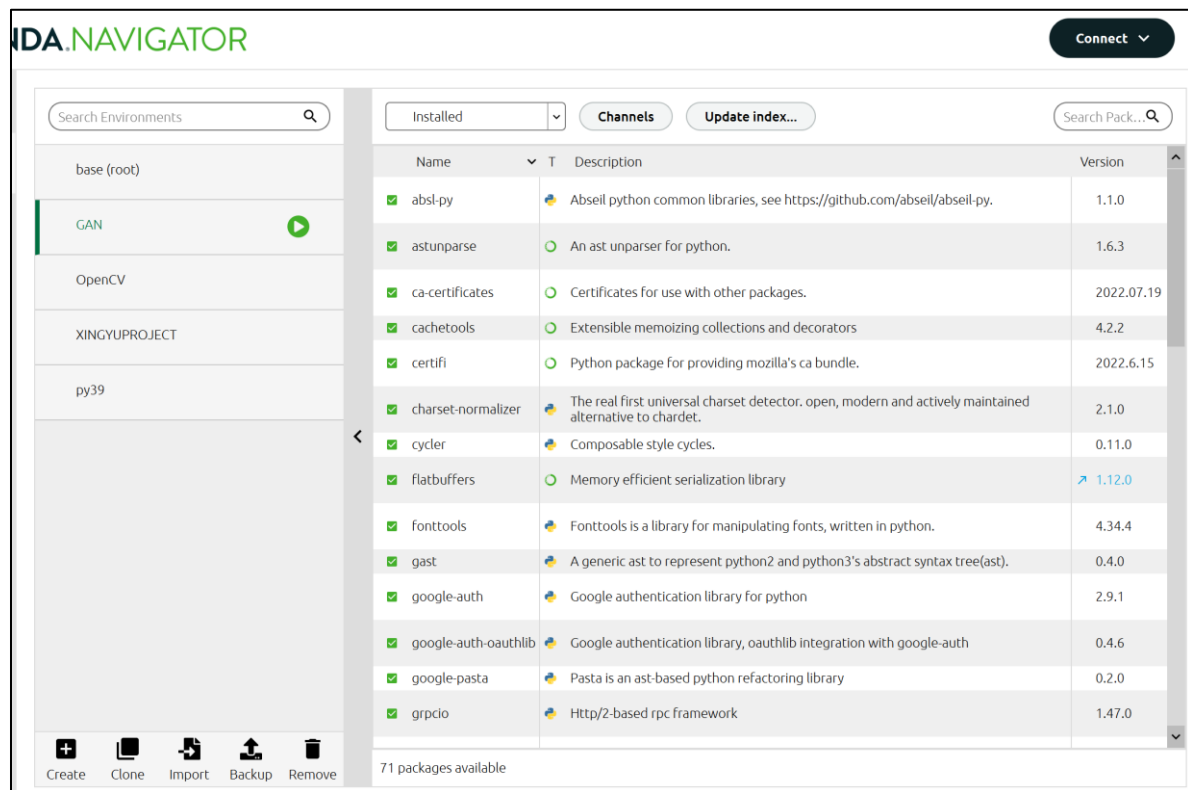 NDA.NAVIGATOR
Connect
Search Environments
Installed
Channels
Update index...
Search Pack...
base (root)
GAN
OpenCV
XINGYUPROJECT
py39
Name T Description Version
absl-py Abseil python common libraries, see https://github.com/abseil/abseil-py. 1.1.0
astunparse An ast unparser for python. 1.6.3
ca-certificates Certificates for use with other packages. 2022.07.19
cachetools Extensible memoizing collections and decorators 4.2.2
certifi Python package for providing mozilla's ca bundle. 2022.6.15
charset-normalizer The real first universal charset detector. open, modern and actively maintained
alternative to chardet. 2.1.0
cycler Composable style cycles. 0.11.0
flatbuffers Memory efficient serialization library 1.12.0
fonttools Fonttools is a library for manipulating fonts, written in python. 4.34.4
gast A generic ast to represent python2 and python3's abstract syntax tree(ast). 0.4.0
google-auth Google authentication library for python 2.9.1
google-auth-oauthlib Google authentication library, oauthlib integration with google-auth 0.4.6
google-pasta Pasta is an ast-based python refactoring library 0.2.0
grpcio Http/2-based rpc framework 1.47.0
Create Clone Import Backup Remove
71 packages available